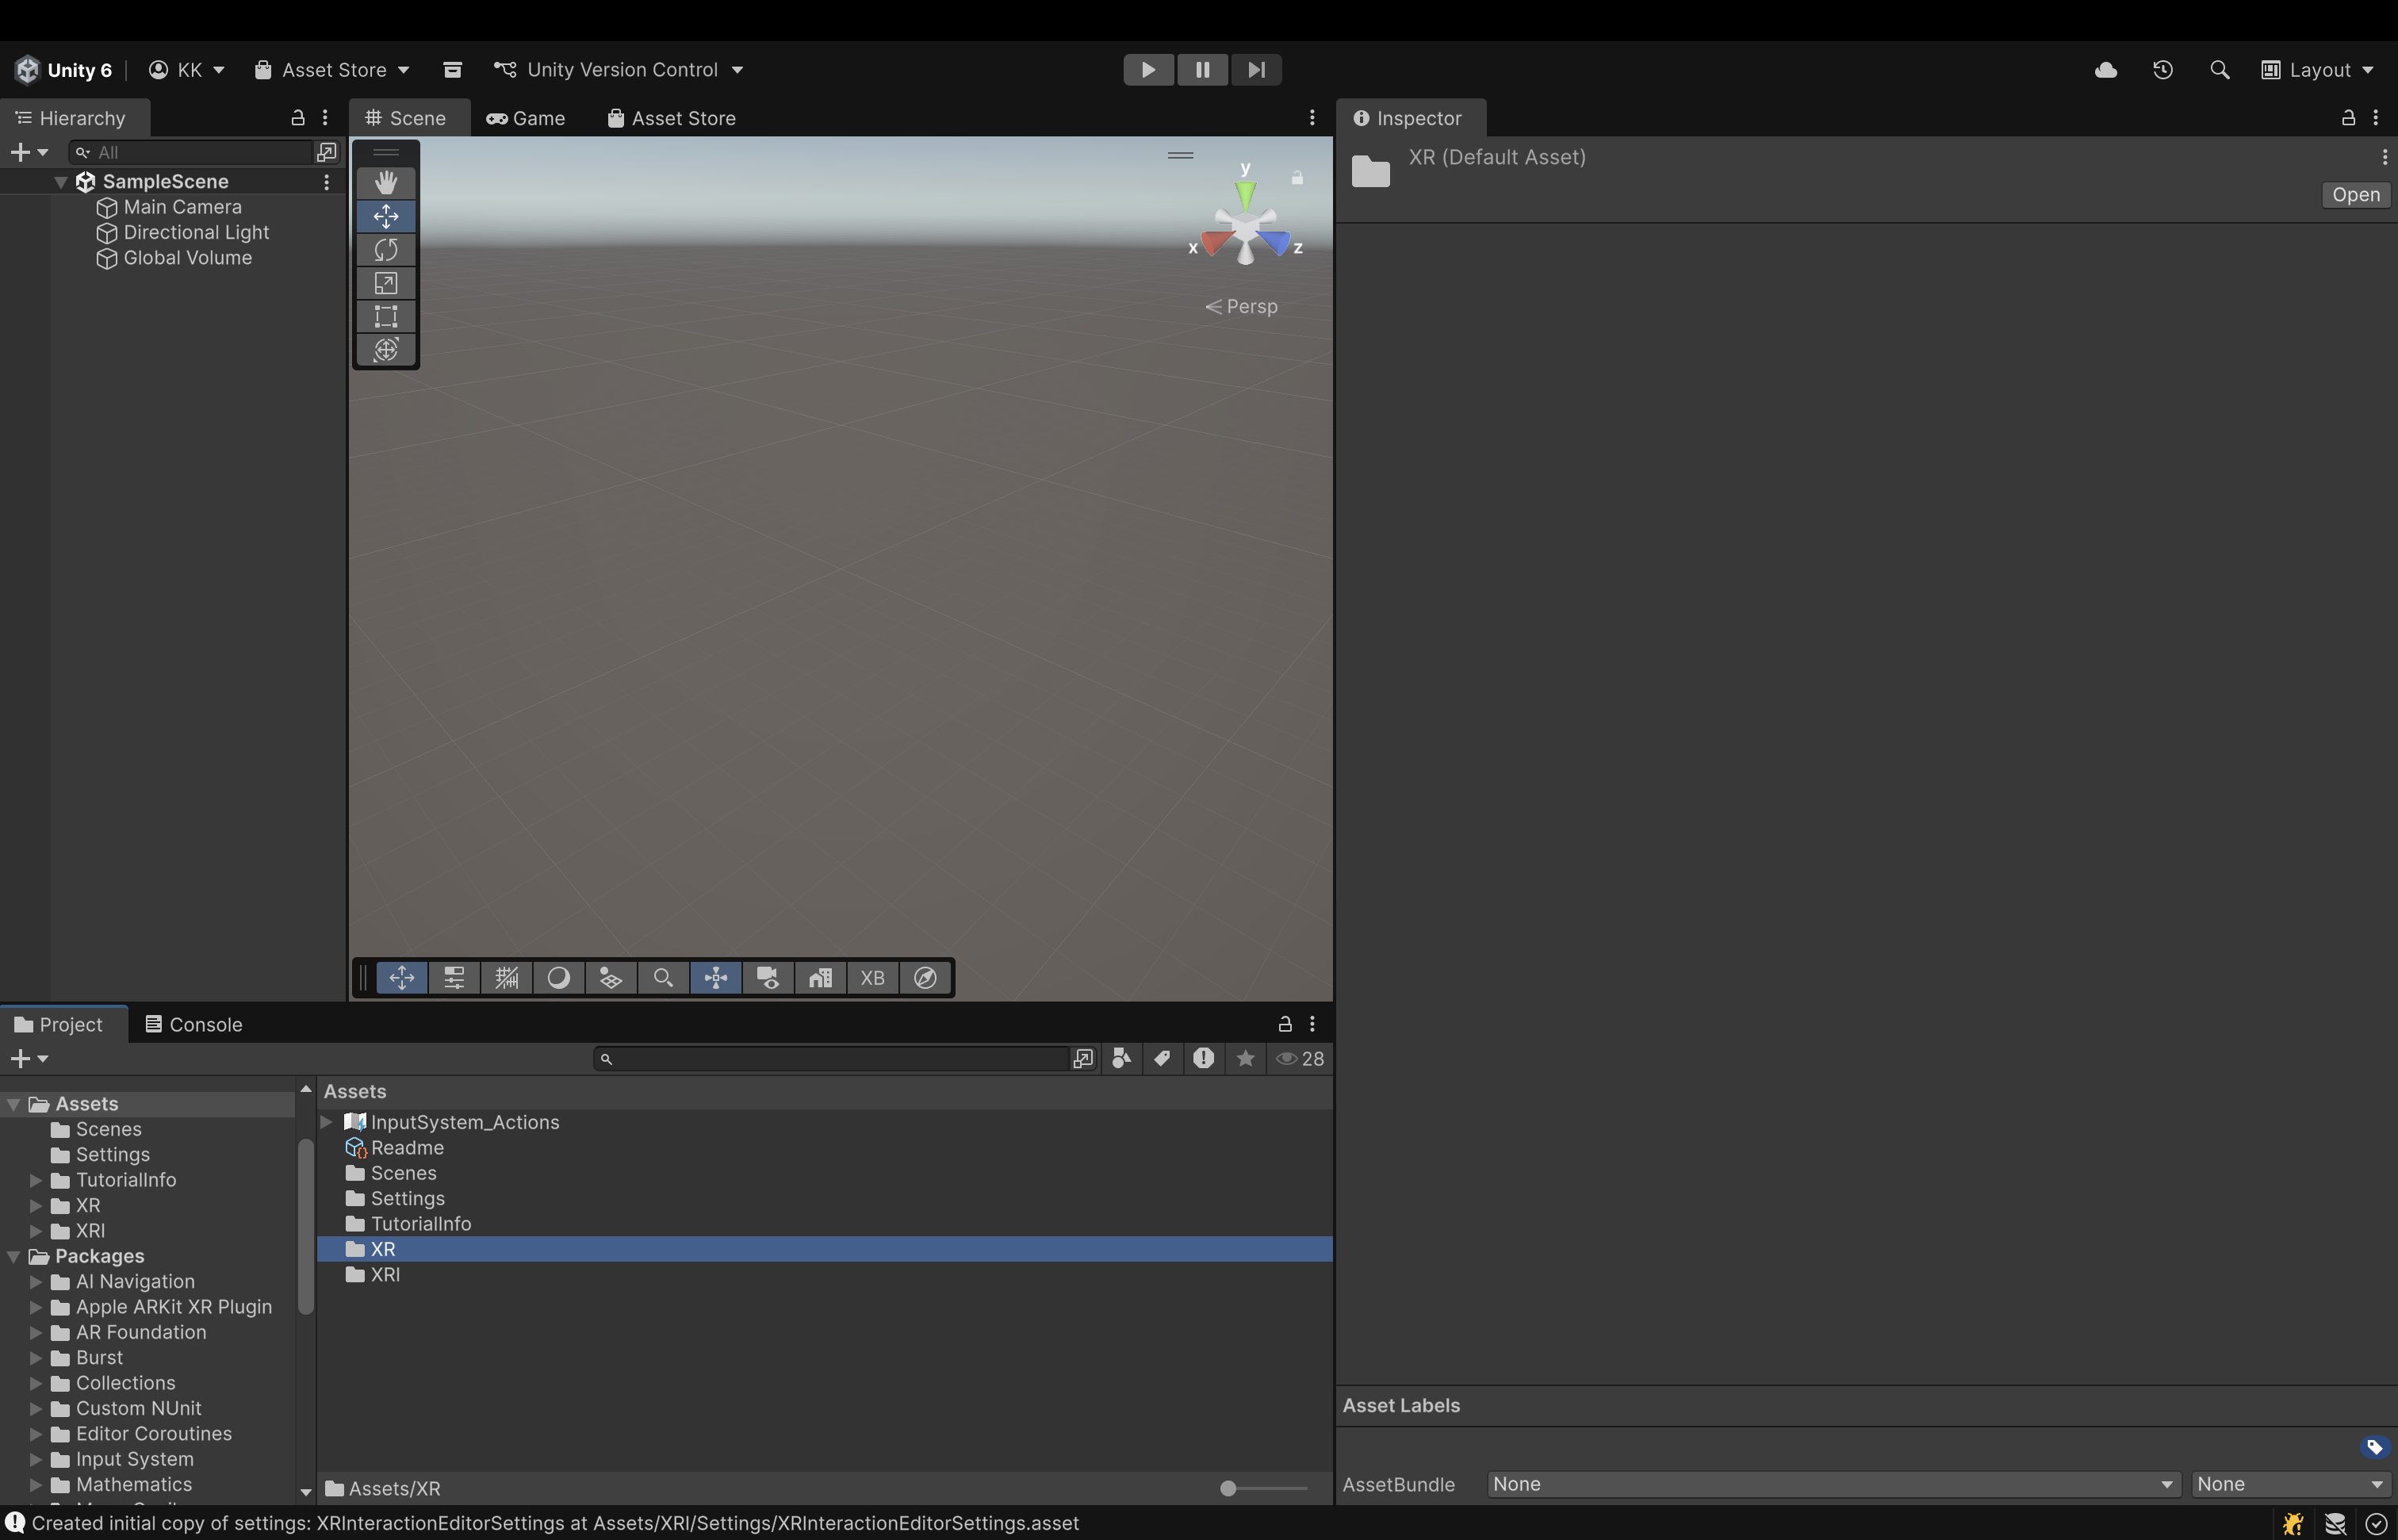 Unity 6
KK
Asset Store
Unity Version Control
Layout
Hierarchy
Scene
Game
Asset Store
Inspector
All
XR (Default Asset)
Open
SampleScene
Main Camera
Directional Light
Global Volume
y
x
z
Persp
XB
Project
Console
28
Assets
Scenes
Settings
TutorialInfo
XR
XRI
Packages
AI Navigation
Apple ARKit XR Plugin
AR Foundation
Burst
Collections
Custom NUnit
Editor Coroutines
Input System
Mathematics
Assets
InputSystem_Actions
Readme
Scenes
Settings
TutorialInfo
XR
XRI
Assets/XR
Asset Labels
AssetBundle
None
None
Created initial copy of settings: XRInteractionEditorSettings at Assets/XRI/Settings/XRInteractionEditorSettings.asset